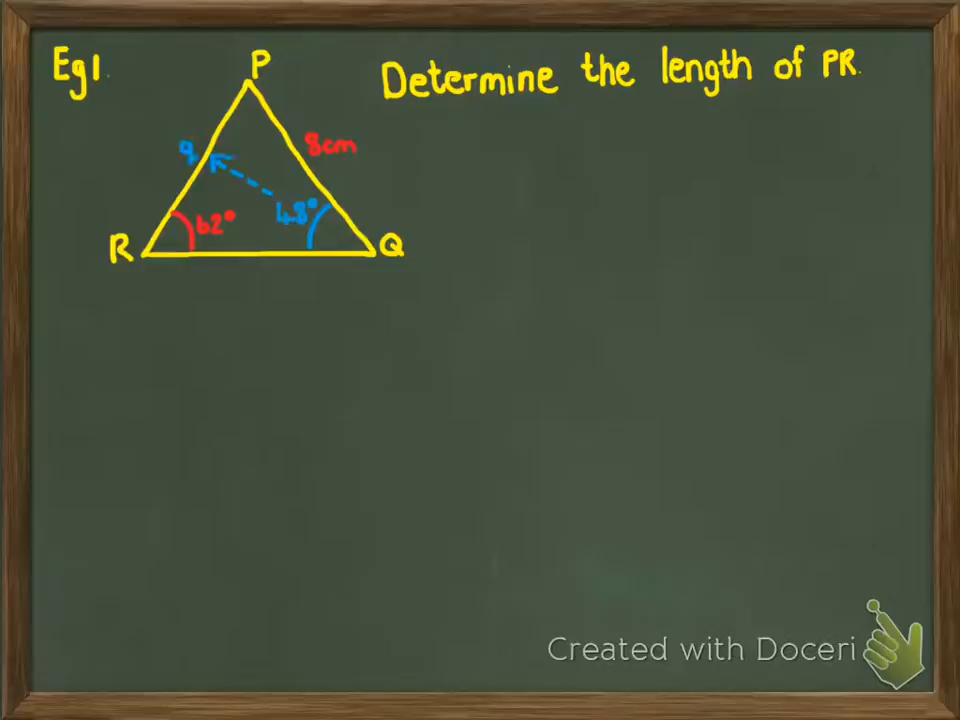 Eg1.
P
Determine the length of PR.
q
8cm
62°
48°
R
Q
Created with Doceri